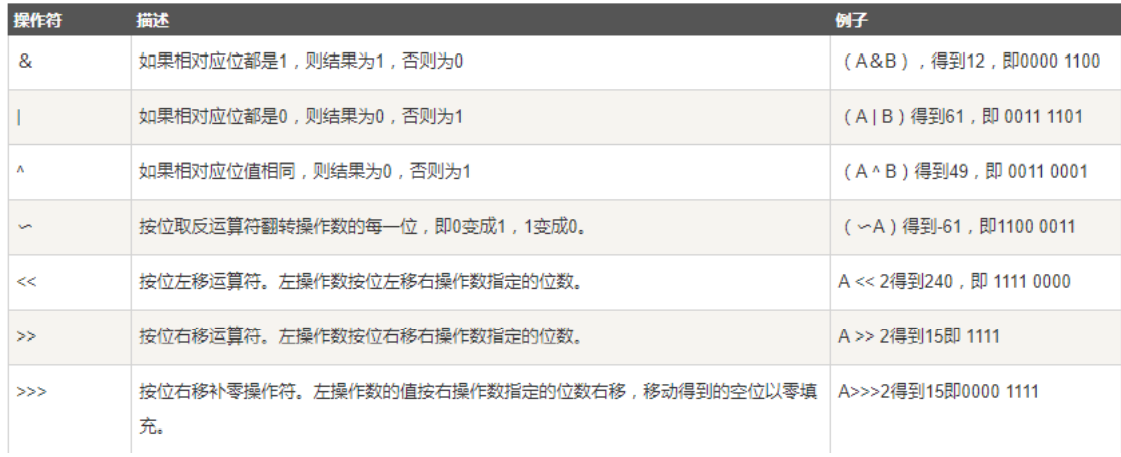 操作符 描述 例子
& 如果相对应位都是1，则结果为1，否则为0 （A&B），得到12，即0000 1100
| 如果相对应位都是0，则结果为0，否则为1 （A | B）得到61，即 0011 1101
^ 如果相对应位值相同，则结果为0，否则为1 （A ^ B）得到49，即 0011 0001
〜 按位取反运算符翻转操作数的每一位，即0变成1，1变成0。 （〜A）得到-61，即1100 0011
<< 按位左移运算符。左操作数按位左移右操作数指定的位数。 A << 2得到240，即 1111 0000
>> 按位右移运算符。左操作数按位右移右操作数指定的位数。 A >> 2得到15即 1111
>>> 按位右移补零操作符。左操作数的值按右操作数指定的位数右移，移动得到的空位以零填 A>>>2得到15即0000 1111
充。